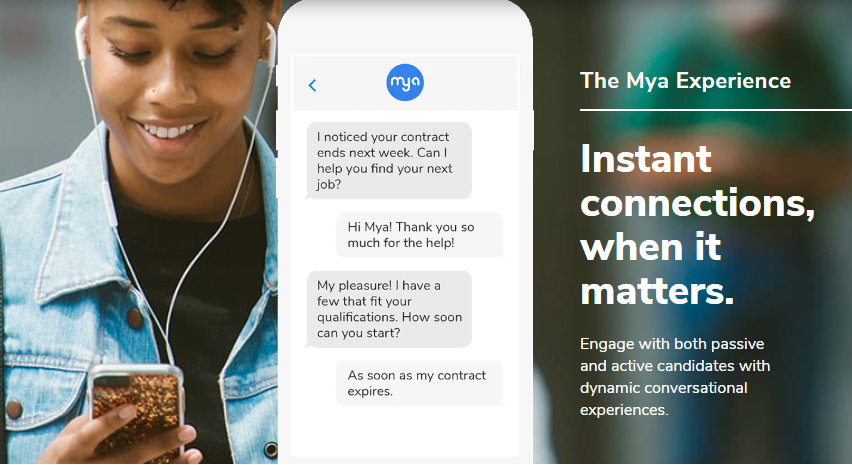 mya
I noticed your contract
ends next week. Can I
help you find your next
job?
Hi Mya! Thank you so
much for the help!
My pleasure! I have a
few that fit your
qualifications. How soon
can you start?
As soon as my contract
expires.
The Mya Experience
Instant
connections,
when it
matters.
Engage with both passive
and active candidates with
dynamic conversational
experiences.